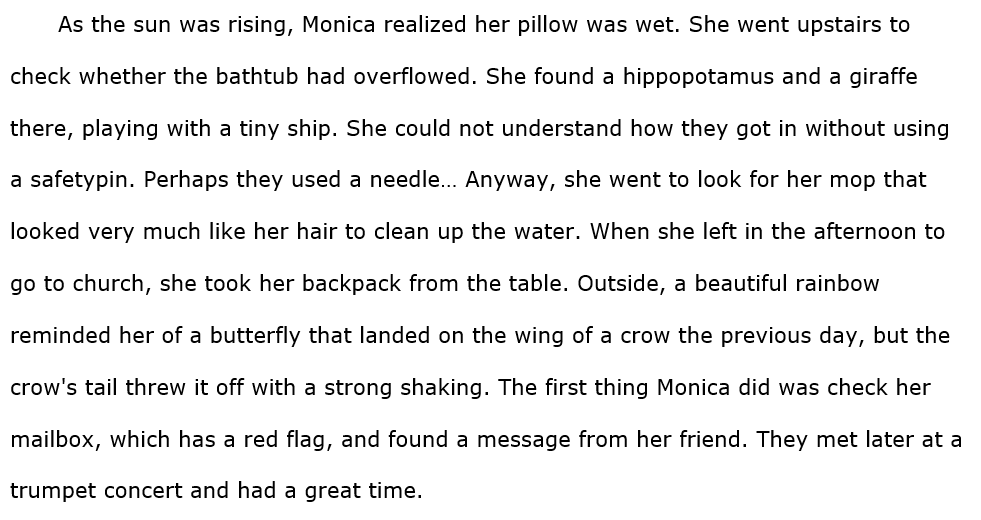 As the sun was rising, Monica realized her pillow was wet. She went upstairs to
check whether the bathtub had overflowed. She found a hippopotamus and a giraffe
there, playing with a tiny ship. She could not understand how they got in without using
a safetypin. Perhaps they used a needle... Anyway, she went to look for her mop that
looked very much like her hair to clean up the water. When she left in the afternoon to
go to church, she took her backpack from the table. Outside, a beautiful rainbow
reminded her of a butterfly that landed on the wing of a crow the previous day, but the
crow's tail threw it off with a strong shaking. The first thing Monica did was check her
mailbox, which has a red flag, and found a message from her friend. They met later at a
trumpet concert and had a great time.